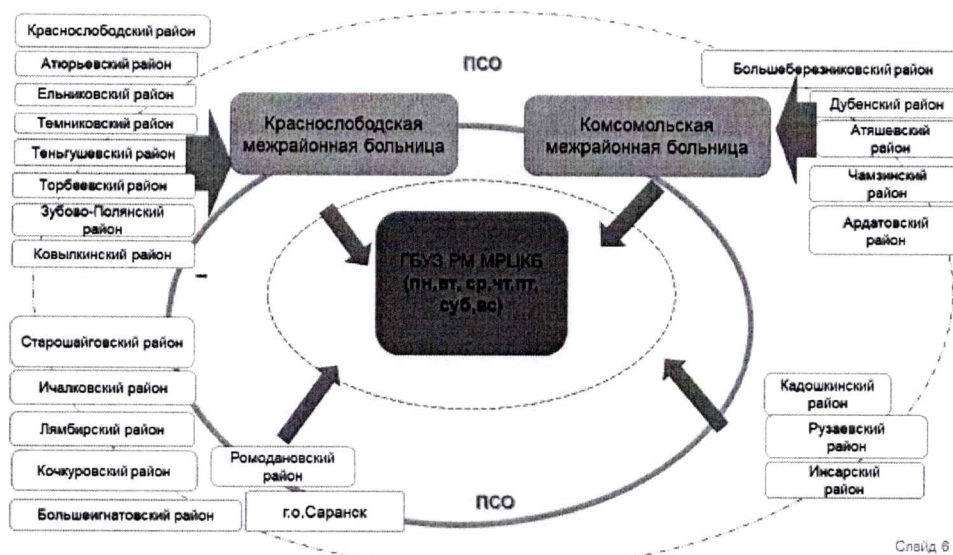 Краснослободский район
Атюрьевский район
Ельниковский район
Темниковский район
Теньгушевский район
Торбеевский район
Зубово-Полянский
район
Ковылкинский район
ПСО
Краснослободская
межрайонная больница
Комсомольская
межрайонная больница
Большеберезниковский район
Дубенский район
Атяшевский
район
Чамзинский
район
Ардатовский
район
ГБУЗ РМ МРЦКБ
(пн,вт, ср,чт,пт,
суб,вс)
Старошайговский район
Ичалковский район
Лямбирский район
Кочкуровский район
Большеигнатовский район
Ромодановский
район
г.о.Саранск
ПСО
Кадошкинский
район
Рузаевский
район
Инсарский
район
Слайд 6